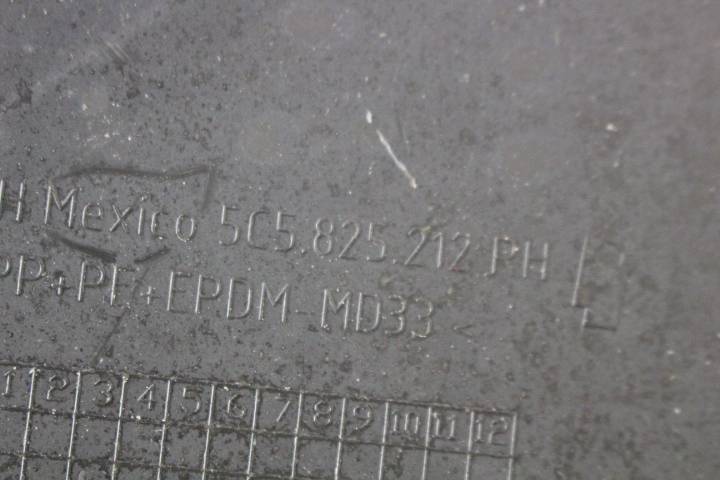 H Mexico 5C5.825.212 PH
PP+PE+EPDM-MD33<
1 2 3 4 5 6 7 8 9 10 11 12